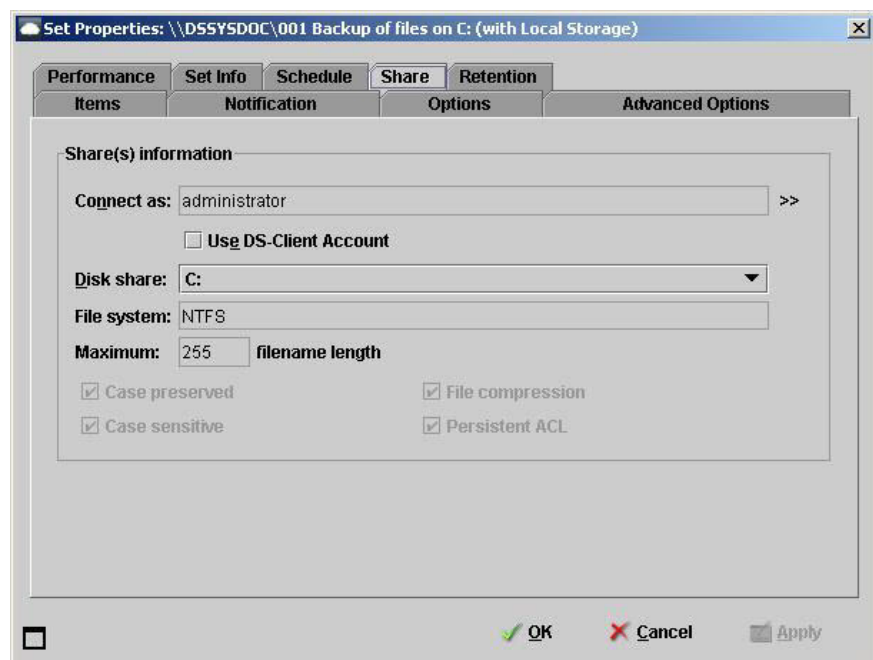 Set Properties: \\DSSYSDOC\001 Backup of files on C: (with Local Storage)
Performance Set Info Schedule Share Retention
Items Notification Options Advanced Options
Share(s) information
Connect as: administrator >>
Use DS-Client Account
Disk share: C:
File system: NTFS
Maximum: 255 filename length
Case preserved File compression
Case sensitive Persistent ACL
OK Cancel Apply